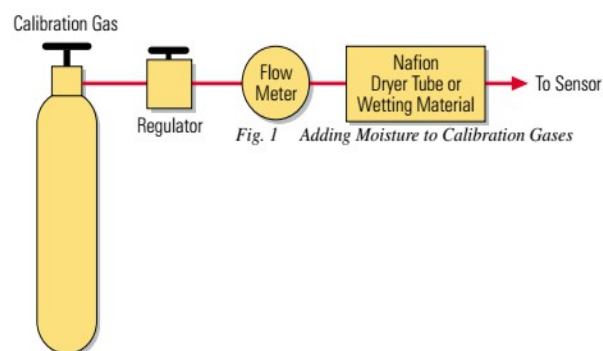 Calibration Gas
Regulator
Flow
Meter
Nafion
Dryer Tube or
Wetting Material
To Sensor
Fig. 1 Adding Moisture to Calibration Gases